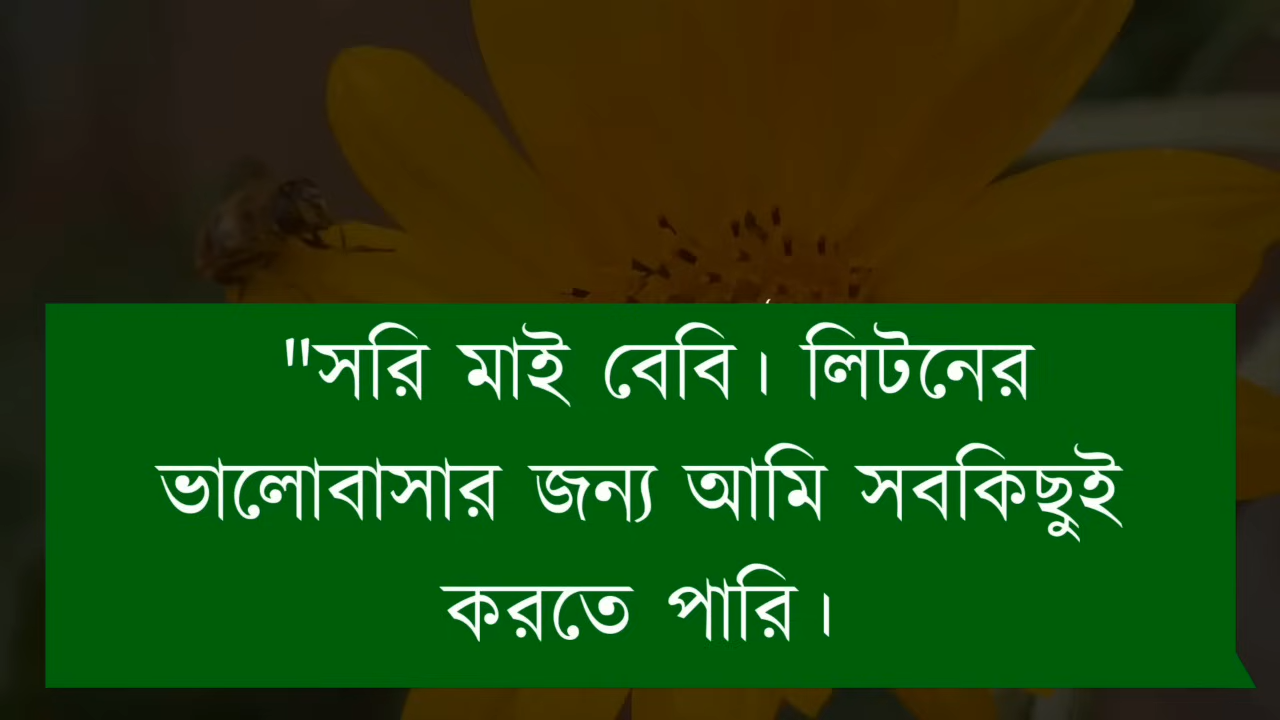 "সরি মাই বেবি। লিটনের
ভালোবাসার জন্য আমি সবকিছুই
করতে পারি।